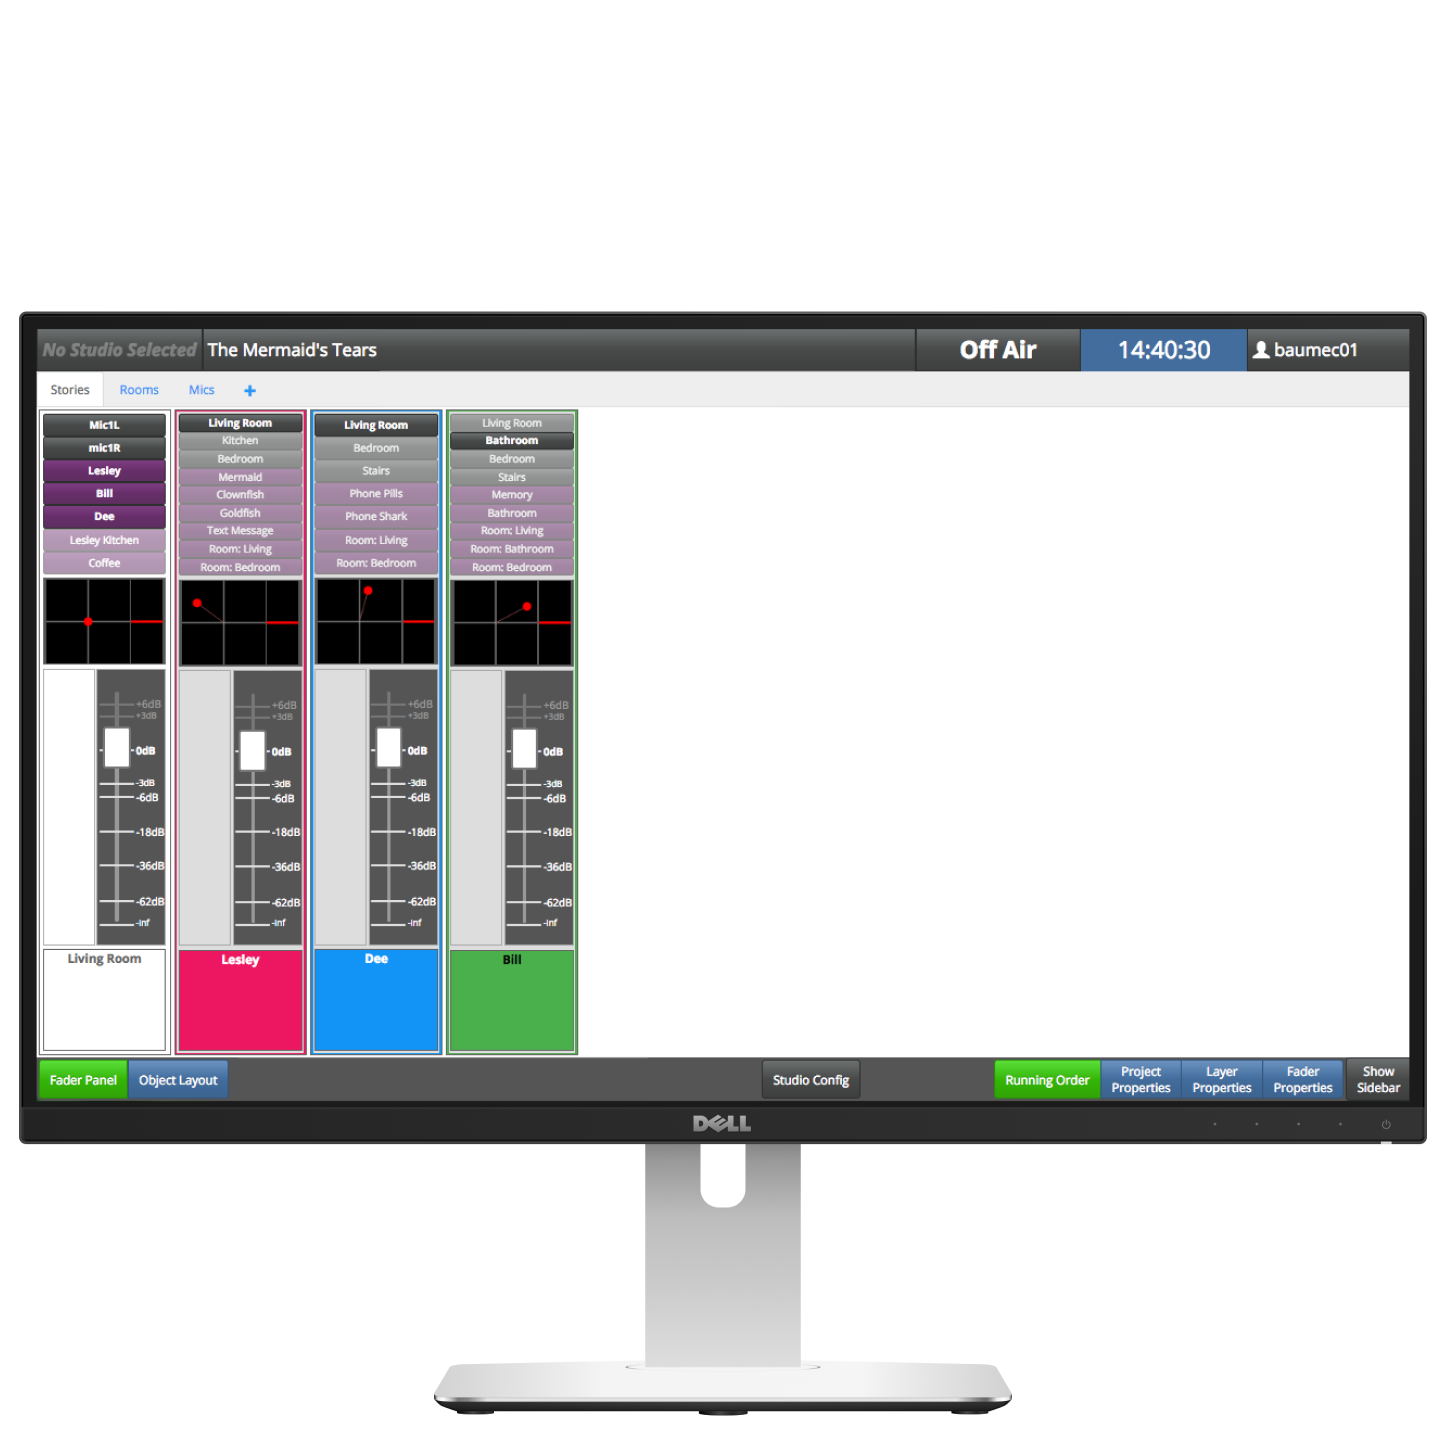 No Studio Selected
The Mermaid's Tears
Off Air
14:40:30
baumec01
Stories
Rooms
Mics
+
Mic1L
mic1R
Lesley
Bill
Dee
Lesley Kitchen
Coffee
+6dB
+3dB
0dB
-3dB
-6dB
-18dB
-36dB
-62dB
-inf
Living Room
Living Room
Kitchen
Bedroom
Mermaid
Clownfish
Goldfish
Text Message
Room: Living
Room: Bedroom
+6dB
+3dB
0dB
-3dB
-6dB
-18dB
-36dB
-62dB
-inf
Lesley
Living Room
Bedroom
Stairs
Phone Pills
Phone Shark
Room: Living
Room: Bedroom
+6dB
+3dB
0dB
-3dB
-6dB
-18dB
-36dB
-62dB
-inf
Dee
Living Room
Bathroom
Bedroom
Stairs
Memory
Bathroom
Room: Living
Room: Bathroom
Room: Bedroom
+6dB
+3dB
0dB
-3dB
-6dB
-18dB
-36dB
-62dB
-inf
Bill
Fader Panel
Object Layout
Studio Config
Running Order
Project
Properties
Layer
Properties
Fader
Properties
Show
Sidebar
DELL